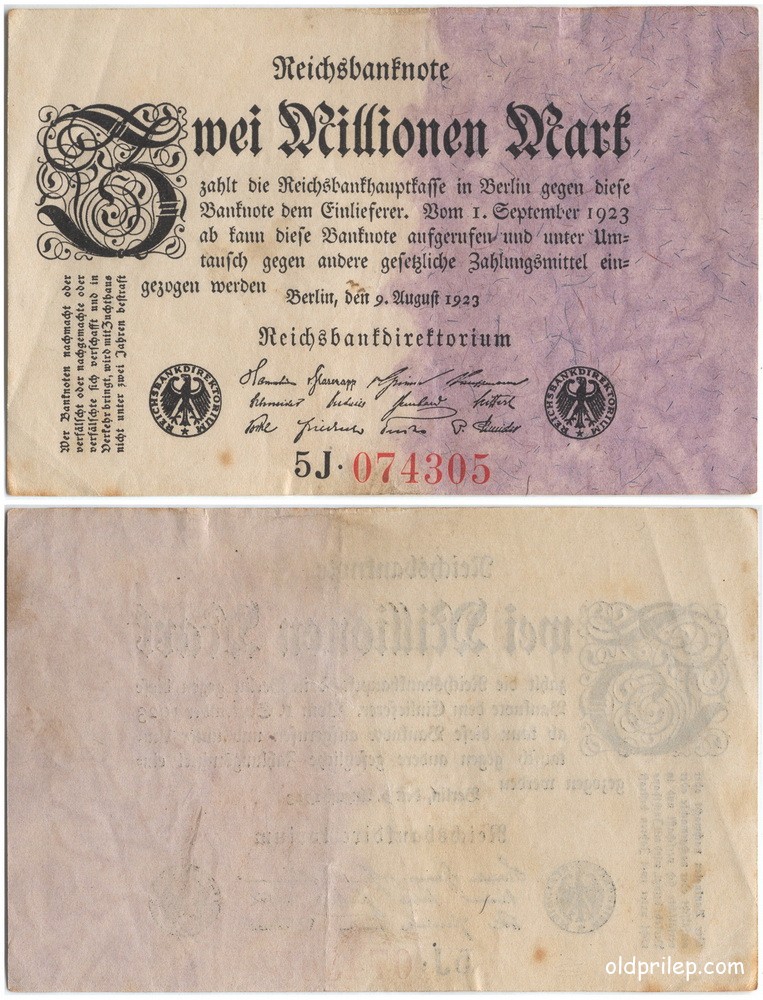 Reichsbanknote
Zwei Millionen Mark
zahlt die Reichsbankhauptkasse in Berlin gegen diese
Banknote dem Einlieferer. Vom 1. September 1923
ab kann diese Banknote aufgerufen und unter Um-
tausch gegen andere gesetzliche Zahlungsmittel ein-
gezogen werden
Berlin, den 9. August 1923
Reichsbankdirektorium
Wer Banknoten nachmacht oder
verfälscht oder nachgemachte oder
verfälschte sich verschafft und in
Verkehr bringt, wird mit Zuchthaus
nicht unter zwei Jahren bestraft
REICHSBANKDIREKTORIUM
REICHSBANKDIREKTORIUM
5J· 074305
oldprilep.com